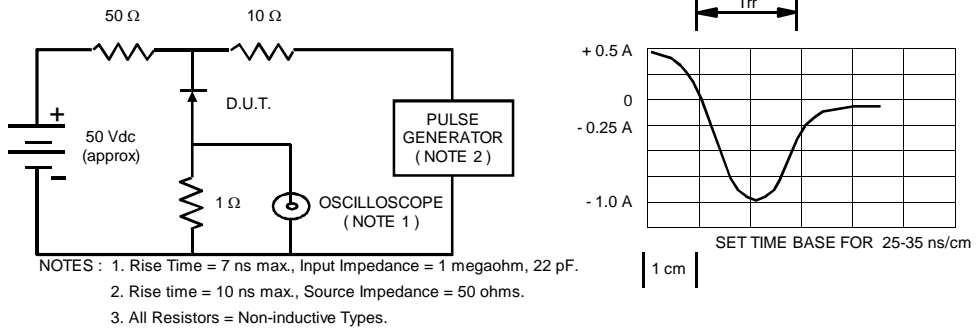 50 Ω
10 Ω
Trr
+ 0.5 A
0
- 0.25 A
- 1.0 A
+
50 Vdc
(approx)
−
D.U.T.
PULSE
GENERATOR
( NOTE 2 )
1 Ω
OSCILLOSCOPE
( NOTE 1 )
SET TIME BASE FOR 25-35 ns/cm
1 cm
NOTES : 1. Rise Time = 7 ns max., Input Impedance = 1 megaohm, 22 pF.
2. Rise time = 10 ns max., Source Impedance = 50 ohms.
3. All Resistors = Non-inductive Types.